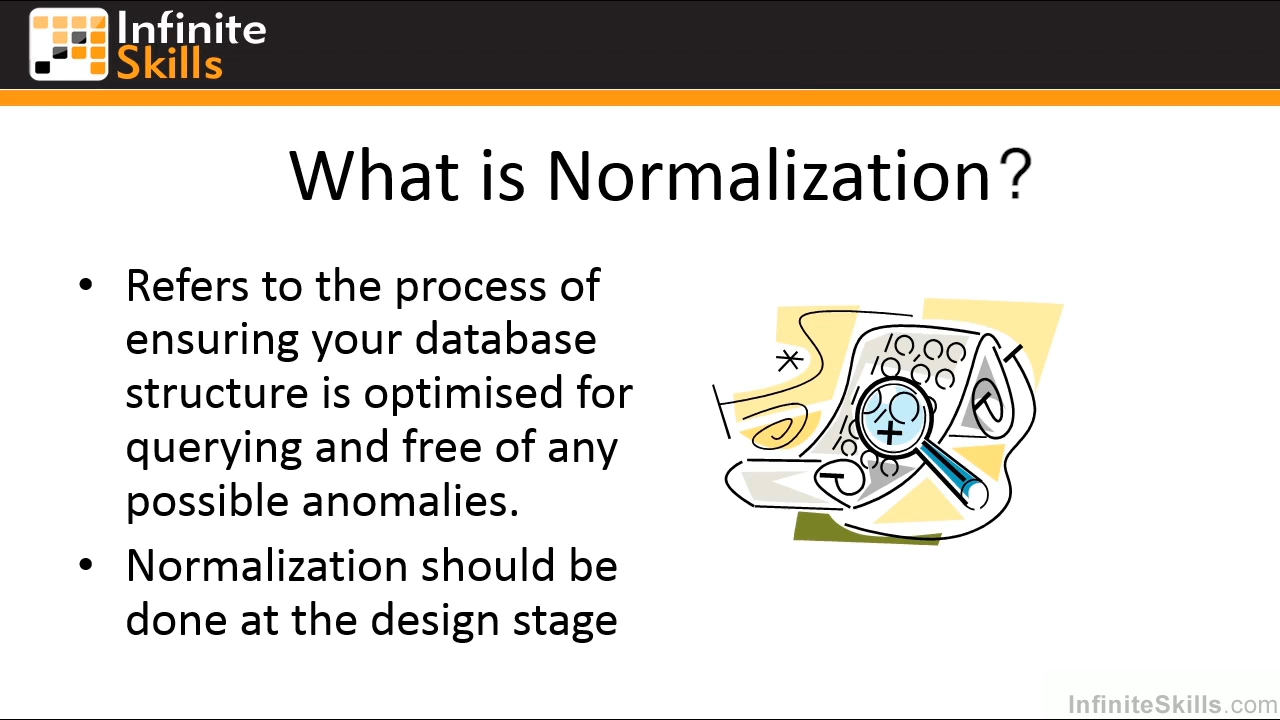 Infinite
Skills
What is Normalization?
• Refers to the process of
ensuring your database
structure is optimised for
querying and free of any
possible anomalies.
• Normalization should be
done at the design stage
InfiniteSkills.com